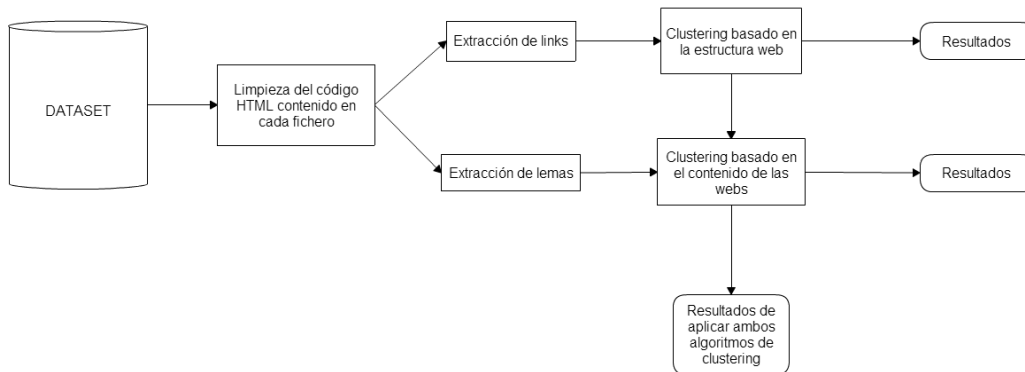 DATASET
Limpieza del código
HTML contenido en
cada fichero
Extracción de links
Clustering basado en
la estructura web
Resultados
Extracción de lemas
Clustering basado en
el contenido de las
webs
Resultados
Resultados de
aplicar ambos
algoritmos de
clustering